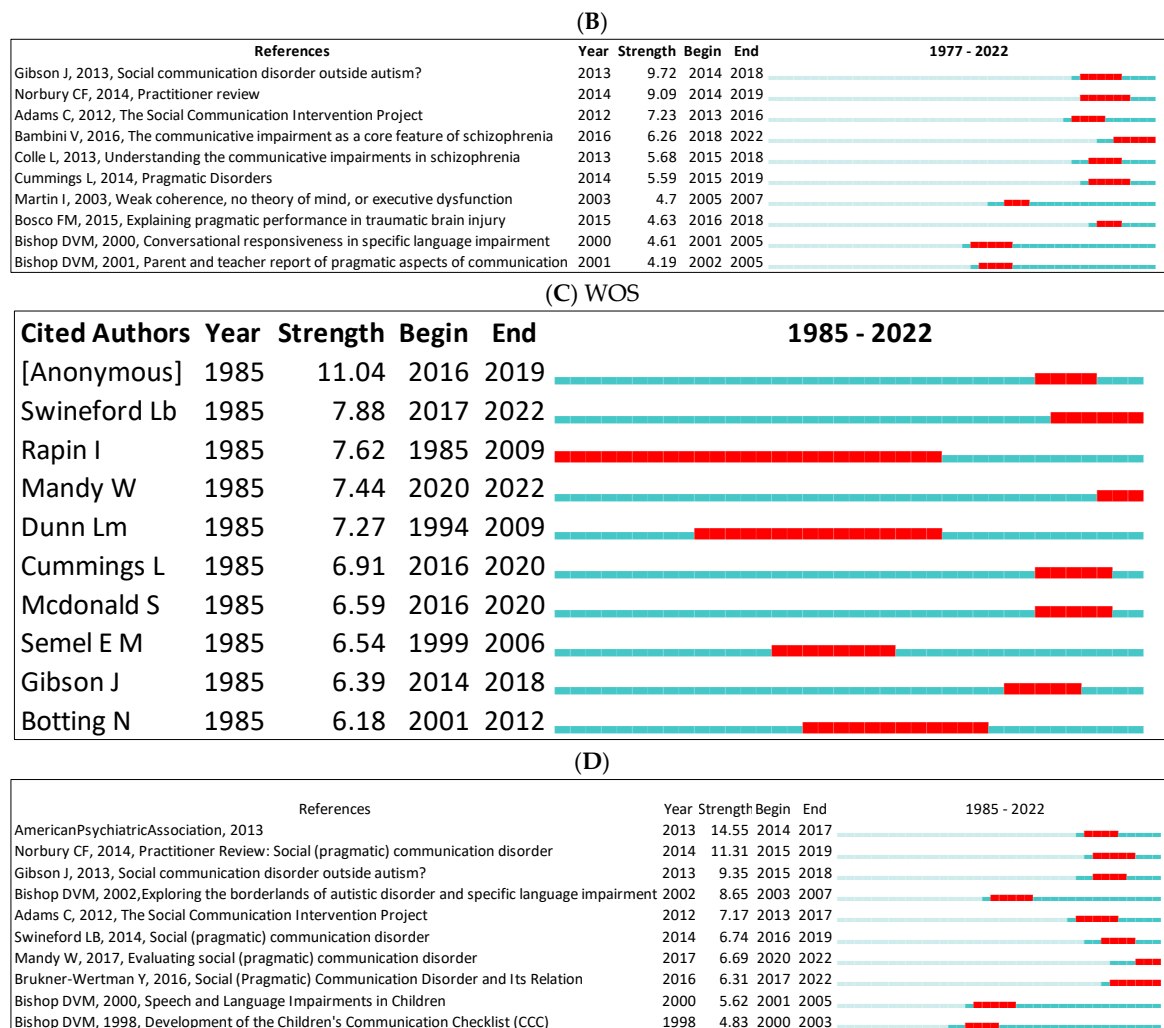 (B)
References Year Strength Begin End 1977 - 2022
Gibson J, 2013, Social communication disorder outside autism? 2013 9.72 2014 2018
Norbury CF, 2014, Practitioner review 2014 9.09 2014 2019
Adams C, 2012, The Social Communication Intervention Project 2012 7.23 2013 2016
Bambini V, 2016, The communicative impairment as a core feature of schizophrenia 2016 6.26 2018 2022
Colle L, 2013, Understanding the communicative impairments in schizophrenia 2013 5.68 2015 2018
Cummings L, 2014, Pragmatic Disorders 2014 5.59 2015 2019
Martin I, 2003, Weak coherence, no theory of mind, or executive dysfunction 2003 4.7 2005 2007
Bosco FM, 2015, Explaining pragmatic performance in traumatic brain injury 2015 4.63 2016 2018
Bishop DVM, 2000, Conversational responsiveness in specific language impairment 2000 4.61 2001 2005
Bishop DVM, 2001, Parent and teacher report of pragmatic aspects of communication 2001 4.19 2002 2005
(C) WOS
Cited Authors Year Strength Begin End 1985 - 2022
[Anonymous] 1985 11.04 2016 2019
Swineford Lb 1985 7.88 2017 2022
Rapin I 1985 7.62 1985 2009
Mandy W 1985 7.44 2020 2022
Dunn Lm 1985 7.27 1994 2009
Cummings L 1985 6.91 2016 2020
Mcdonald S 1985 6.59 2016 2020
Semel E M 1985 6.54 1999 2006
Gibson J 1985 6.39 2014 2018
Botting N 1985 6.18 2001 2012
(D)
References Year Strength Begin End 1985 - 2022
AmericanPsychiatricAssociation, 2013 2013 14.55 2014 2017
Norbury CF, 2014, Practitioner Review: Social (pragmatic) communication disorder 2014 11.31 2015 2019
Gibson J, 2013, Social communication disorder outside autism? 2013 9.35 2015 2018
Bishop DVM, 2002,Exploring the borderlands of autistic disorder and specific language impairment 2002 8.65 2003 2007
Adams C, 2012, The Social Communication Intervention Project 2012 7.17 2013 2017
Swineford LB, 2014, Social (pragmatic) communication disorder 2014 6.74 2016 2019
Mandy W, 2017, Evaluating social (pragmatic) communication disorder 2017 6.69 2020 2022
Brukner-Wertman Y, 2016, Social (Pragmatic) Communication Disorder and Its Relation 2016 6.31 2017 2022
Bishop DVM, 2000, Speech and Language Impairments in Children 2000 5.62 2001 2005
Bishop DVM, 1998, Development of the Children's Communication Checklist (CCC) 1998 4.83 2000 2003